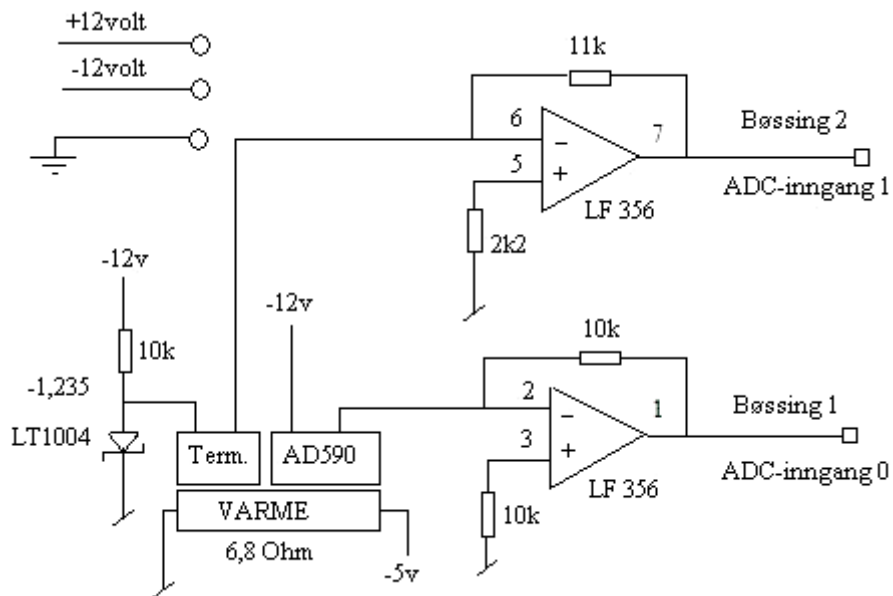 +12volt
-12volt
11k
6
7
5
Bøssing 2
ADC-inngang 1
LF 356
2k2
-12v
-12v
10k
10k
-1,235
LT1004
Term.
AD590
2
1
3
Bøssing 1
ADC-inngang 0
LF 356
VARME
10k
6,8 Ohm
-5v